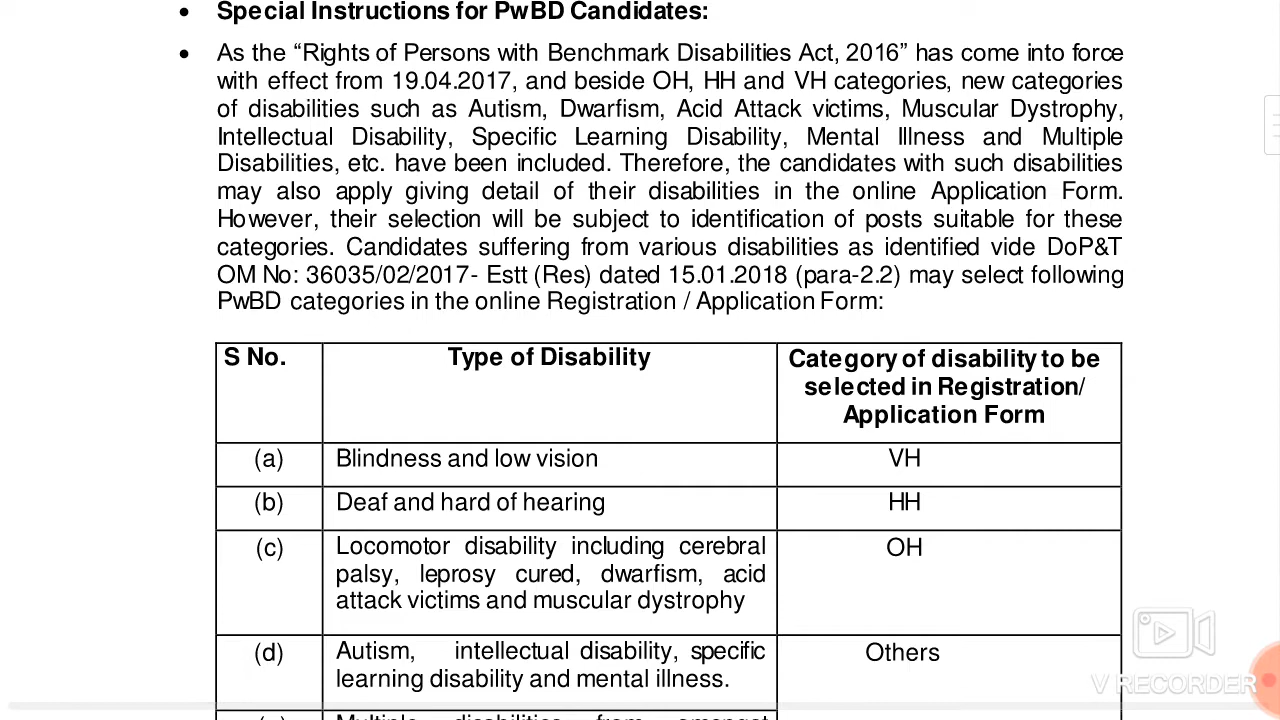 • Special Instructions for PwBD Candidates:
• As the “Rights of Persons with Benchmark Disabilities Act, 2016” has come into force
with effect from 19.04.2017, and beside OH, HH and VH categories, new categories
of disabilities such as Autism, Dwarfism, Acid Attack victims, Muscular Dystrophy,
Intellectual Disability, Specific Learning Disability, Mental Illness and Multiple
Disabilities, etc. have been included. Therefore, the candidates with such disabilities
may also apply giving detail of their disabilities in the online Application Form.
However, their selection will be subject to identification of posts suitable for these
categories. Candidates suffering from various disabilities as identified vide DoP&T
OM No: 36035/02/2017- Estt (Res) dated 15.01.2018 (para-2.2) may select following
PwBD categories in the online Registration / Application Form:
S No. Type of Disability Category of disability to be
selected in Registration/
Application Form
(a) Blindness and low vision VH
(b) Deaf and hard of hearing HH
(c) Locomotor disability including cerebral OH
palsy, leprosy cured, dwarfism, acid
attack victims and muscular dystrophy
(d) Autism, intellectual disability, specific Others
learning disability and mental illness.
Multiple disabilities from amongst
V RECORDER